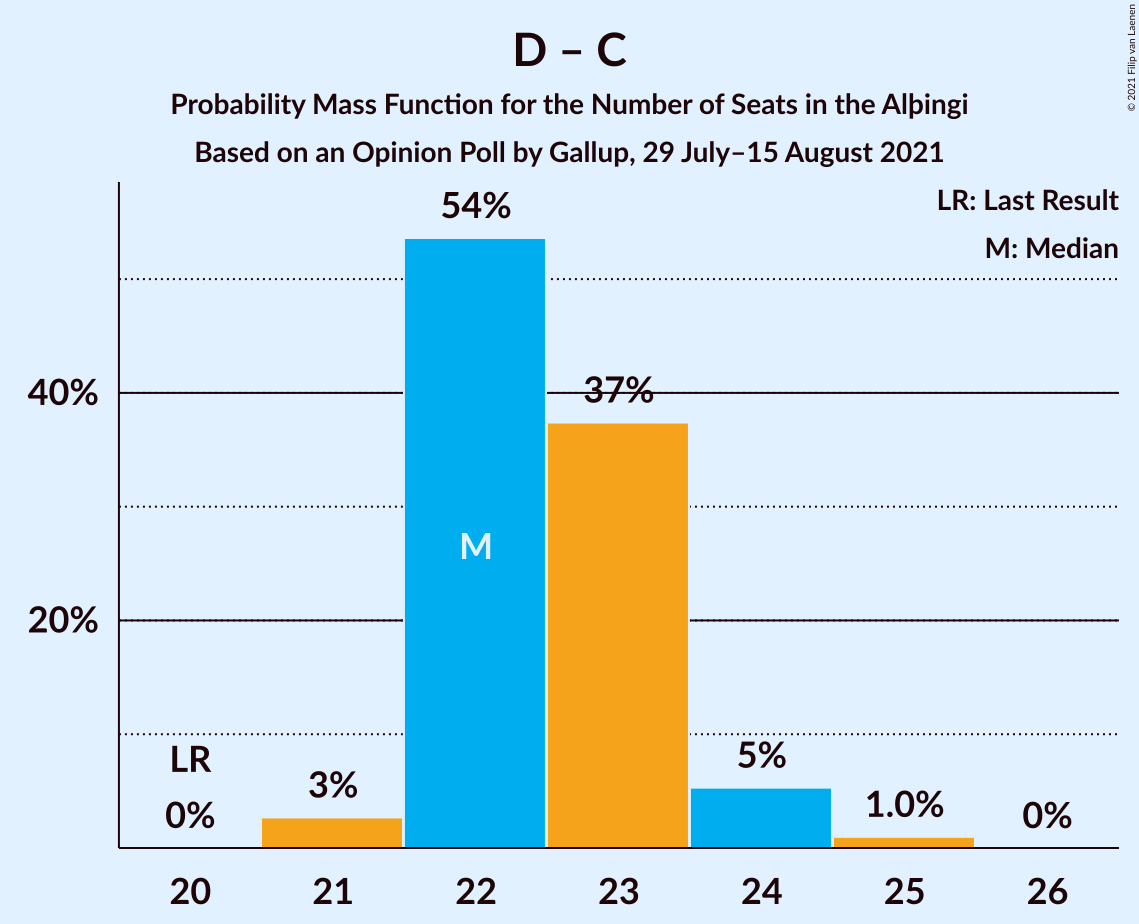 D – C
Probability Mass Function for the Number of Seats in the Alþingi
Based on an Opinion Poll by Gallup, 29 July–15 August 2021
© 2021 Filip van Laenen
LR: Last Result
M: Median
54%
40%
37%
M
20%
LR
0%
3%
5%
1.0%
0%
20 21 22 23 24 25 26